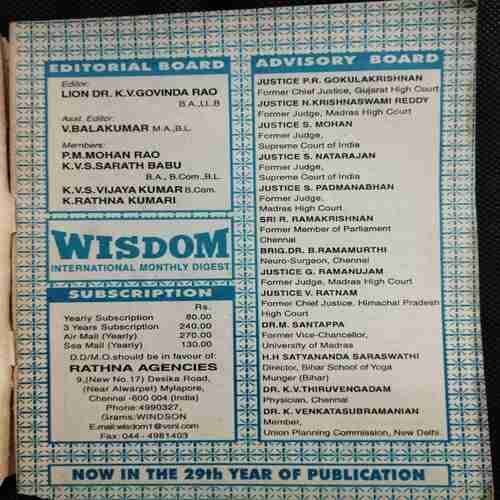 EDITORIAL BOARD
Editor:
LION DR. K.V.GOVINDA RAO
B.A.,LL.B
Asst. Editor:
V.BALAKUMAR M.A.,B.L.
Members:
P.M.MOHAN RAO
K.V.S.SARATH BABU
B.A., B.Com.,B.L
K.V.S.VIJAYA KUMAR B.Com.
K.RATHNA KUMARI
WISDOM
INTERNATIONAL MONTHLY DIGEST
SUBSCRIPTION
Rs.
Yearly Subscription 80.00
3 Years Subscription 240.00
Air Mail (Yearly) 270.00
Sea Mail (Yearly) 130.00
D.D/M.O.should be in favour of:
RATHNA AGENCIES
9,(New No.17) Desika Road,
(Near Alwarpet) Mylapore,
Chennai -600 004 (India)
Phone:4990327,
Grams:WINDSON
E.mail:wisdom1@vsnl.com
Fax:044-4981403
ADVISORY BOARD
JUSTICE P.R. GOKULAKRISHNAN
Former Chief Justice, Gujarat High Court
JUSTICE N.KRISHNASWAMI REDDY
Former Judge, Madras High Court
JUSTICE S. MOHAN
Former Judge,
Supreme Court of India
JUSTICE S. NATARAJAN
Former Judge,
Supreme Court of India
JUSTICE S. PADMANABHAN
Former Judge,
Madras High Court
SRI R. RAMAKRISHNAN
Former Member of Parliament
Chennai
BRIG.DR. B.RAMAMURTHI
Neuro-Surgeon, Chennai
JUSTICE G. RAMANUJAM
Former Judge, Madras High Court
JUSTICE V. RATNAM
Former Chief Justice, Himachal Pradesh
High Court
DR.M. SANTAPPA
Former Vice-Chancellor,
University of Madras
H.H SATYANANDA SARASWATHI
Director, Bihar School of Yoga
Munger (Bihar)
DR. K.V.THIRUVENGADAM
Physician, Chennai
DR. K.VENKATASUBRAMANIAN
Member,
Union Planning Commission, New Delhi.
NOW IN THE 29th YEAR OF PUBLICATION